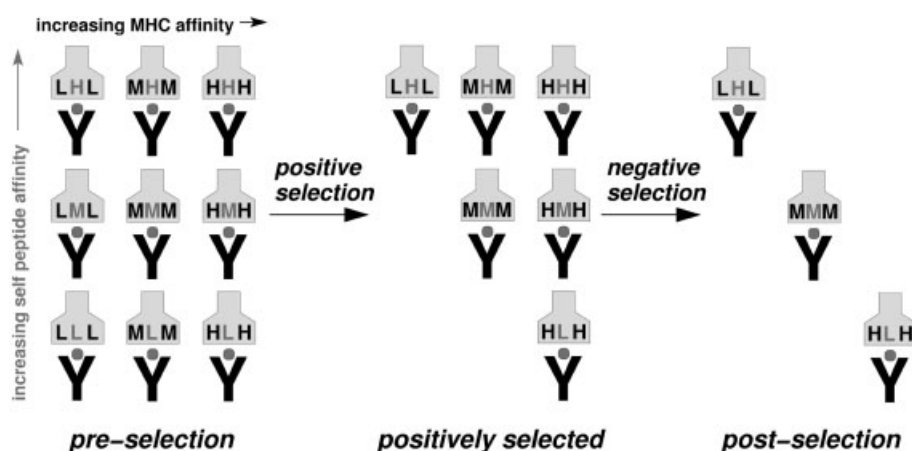 increasing MHC affinity
increasing self peptide affinity
LHL MHM HHH
LML MMM HMH
LLL MLM HLH
pre-selection
positive
selection
LHL MHM HHH
MMM HMH
HLH
positively selected
negative
selection
LHL
MMM
HLH
post-selection